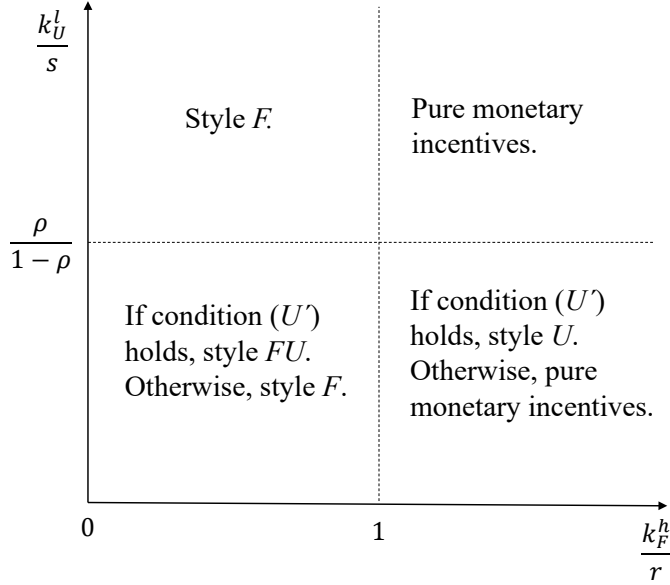 k_U^l / s
Style F.
Pure monetary
incentives.
ρ / 1 − ρ
If condition (U′)
holds, style FU.
Otherwise, style F.
If condition (U′)
holds, style U.
Otherwise, pure
monetary incentives.
0
1
k_F^h / r